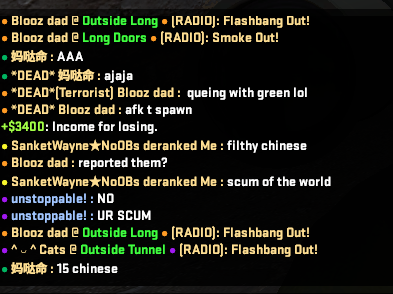 ● Blooz dad @ Outside Long ● (RADIO): Flashbang Out!
● Blooz dad @ Long Doors ● (RADIO): Smoke Out!
● 妈哒命 : AAA
● *DEAD* 妈哒命 : ajaja
● *DEAD*(Terrorist) Blooz dad : queing with green lol
● *DEAD* Blooz dad : afk t spawn
+$3400: Income for losing.
● SanketWayne★NoOBs deranked Me : filthy chinese
● Blooz dad : reported them?
● SanketWayne★NoOBs deranked Me : scum of the world
● unstoppable! : NO
● unstoppable! : UR SCUM
● Blooz dad @ Outside Long ● (RADIO): Flashbang Out!
● ^ ᴗ ^ Cats @ Outside Tunnel ● (RADIO): Flashbang Out!
● 妈哒命 : 15 chinese